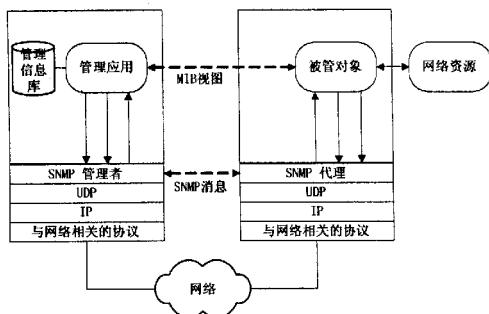 管理
信息
库
管理应用
MIB视图
被管对象
网络资源
SNMP 管理者
SNMP消息
SNMP 代理
UDP
UDP
IP
IP
与网络相关的协议
与网络相关的协议
网络